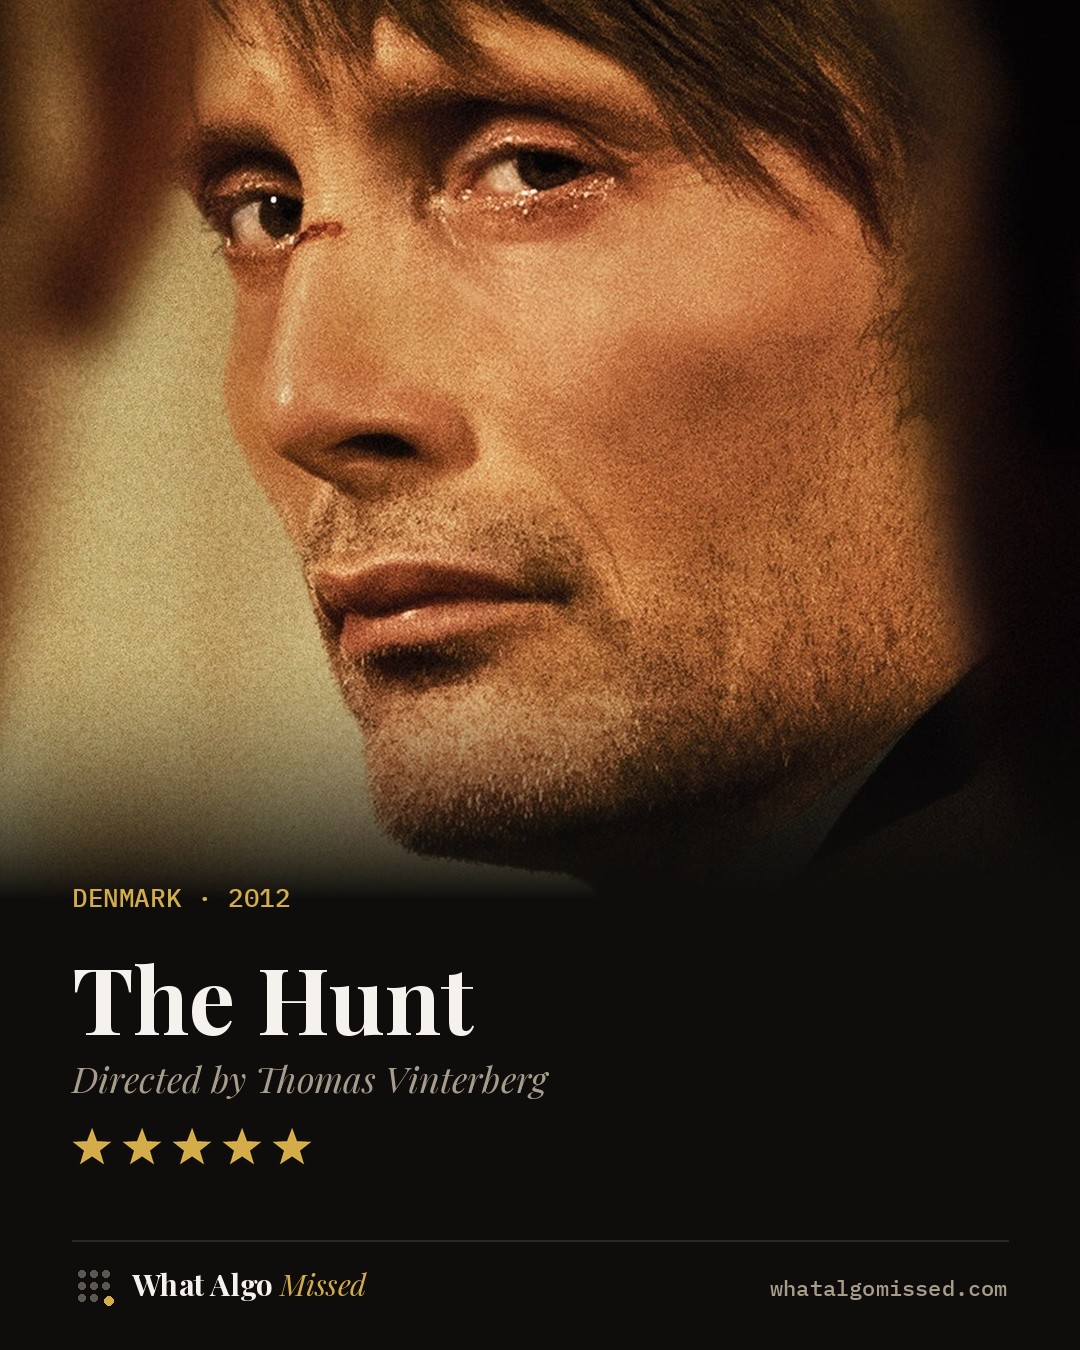 DENMARK · 2012
The Hunt
Directed by Thomas Vinterberg
What Algo Missed
whatalgomissed.com